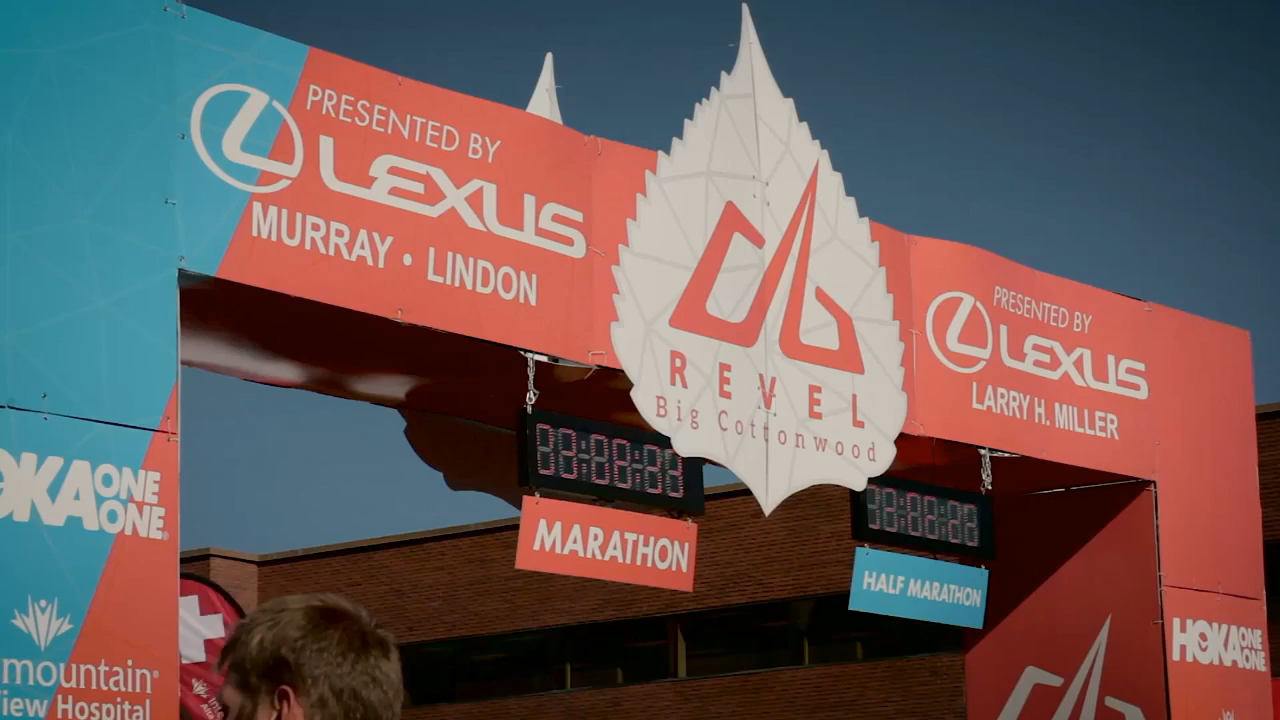 PRESENTED BY
LEXUS
MURRAY • LINDON
REVEL
Big Cottonwood
PRESENTED BY
LEXUS
LARRY H. MILLER
MARATHON
HALF MARATHON
HOKA ONE ONE
mountain
View Hospital
HOKA ONE ONE